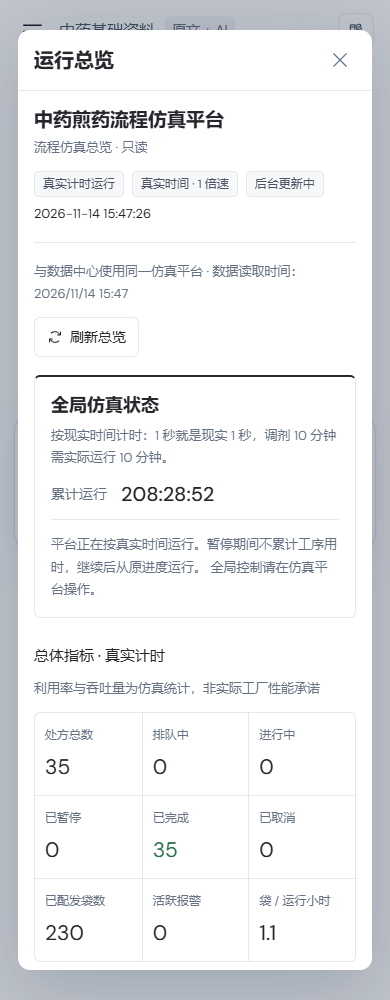 中药基础资料 原文 + AI
运行总览
中药煎药流程仿真平台
流程仿真总览 · 只读
真实计时运行 真实时间 · 1 倍速 后台更新中
2026-11-14 15:47:26
与数据中心使用同一仿真平台 · 数据读取时间：
2026/11/14 15:47
刷新总览
全局仿真状态
按现实时间计时：1 秒就是现实 1 秒，调剂 10 分钟
需实际运行 10 分钟。
累计运行 208:28:52
平台正在按真实时间运行。暂停期间不累计工序用
时，继续后从原进度运行。 全局控制请在仿真平
台操作。
总体指标 · 真实计时
利用率与吞吐量为仿真统计，非实际工厂性能承诺
处方总数 排队中 进行中
35 0 0
已暂停 已完成 已取消
0 35 0
已配发袋数 活跃报警 袋 / 运行小时
230 0 1.1